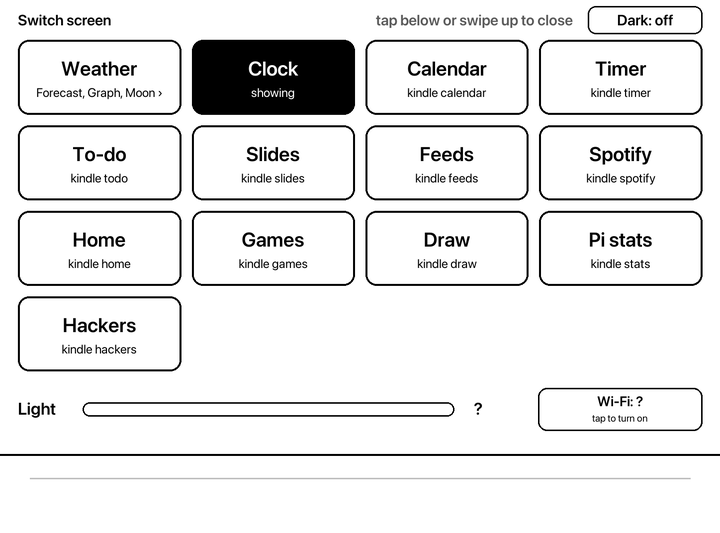 Switch screen
tap below or swipe up to close
Dark: off
Weather
Forecast, Graph, Moon ›
Clock
showing
Calendar
kindle calendar
Timer
kindle timer
To-do
kindle todo
Slides
kindle slides
Feeds
kindle feeds
Spotify
kindle spotify
Home
kindle home
Games
kindle games
Draw
kindle draw
Pi stats
kindle stats
Hackers
kindle hackers
Light
?
Wi-Fi: ?
tap to turn on